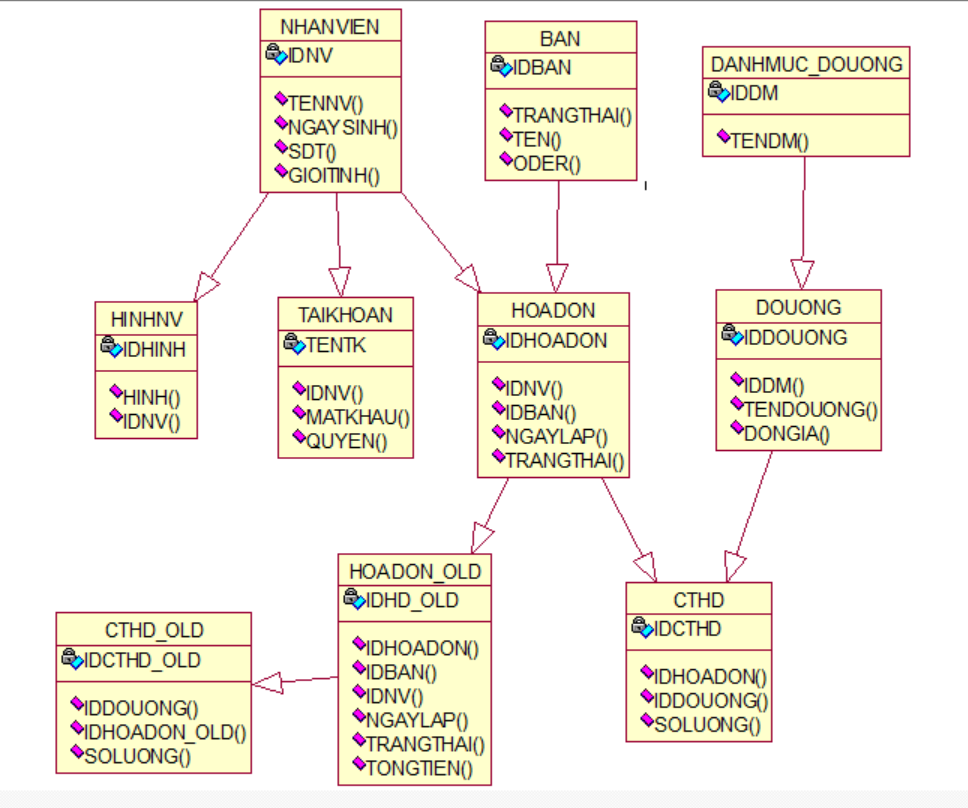 NHANVIEN
IDNV
TENNV()
NGAYSINH()
SDT()
GIOITINH()
BAN
IDBAN
TRANGTHAI()
TEN()
ODER()
DANHMUC_DOUONG
IDDM
TENDM()
HINHNV
IDHINH
HINH()
IDNV()
TAIKHOAN
TENTK
IDNV()
MATKHAU()
QUYEN()
HOADON
IDHOADON
IDNV()
IDBAN()
NGAYLAP()
TRANGTHAI()
DOUONG
IDDOUONG
IDDM()
TENDOUONG()
DONGIA()
CTHD_OLD
IDCTHD_OLD
IDDOUONG()
IDHOADON_OLD()
SOLUONG()
HOADON_OLD
IDHD_OLD
IDHOADON()
IDBAN()
IDNV()
NGAYLAP()
TRANGTHAI()
TONGTIEN()
CTHD
IDCTHD
IDHOADON()
IDDOUONG()
SOLUONG()